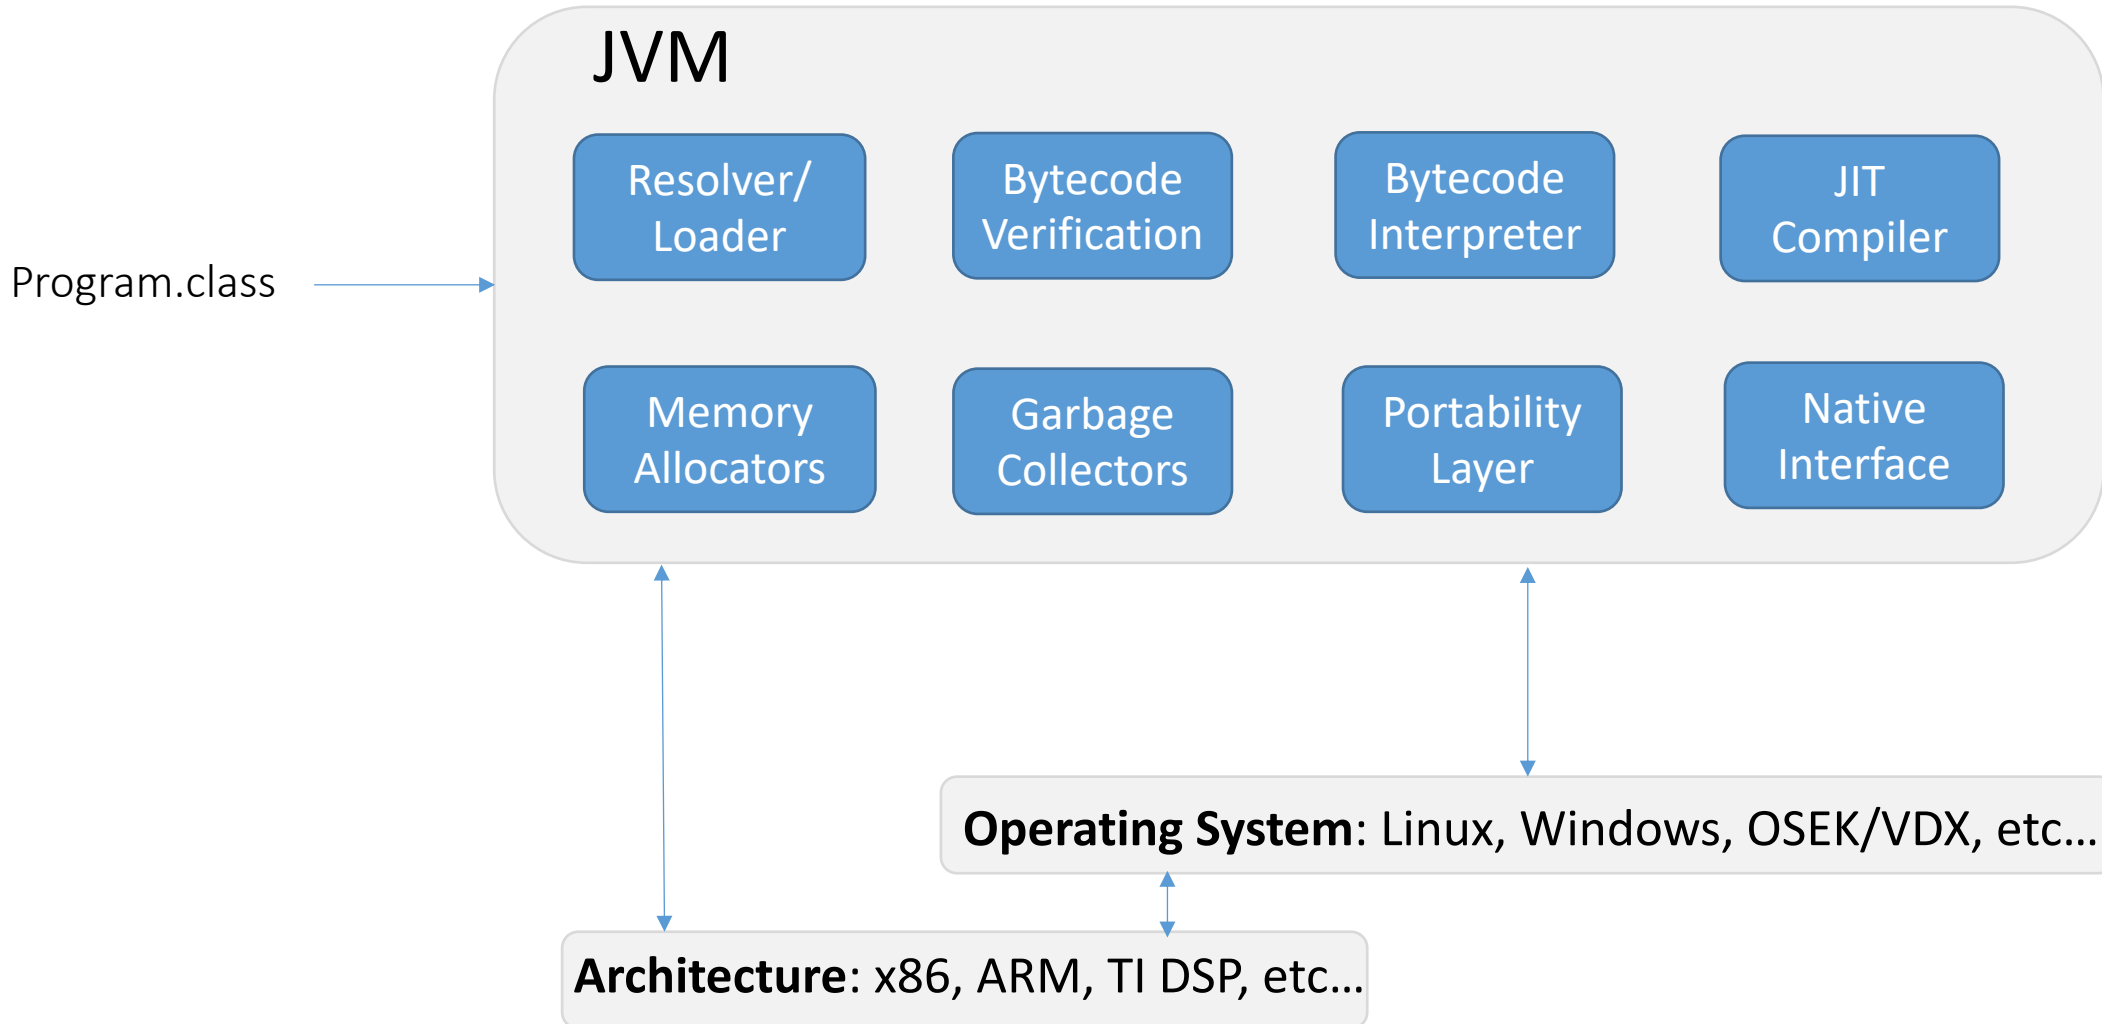 JVM
Resolver/
Loader
Bytecode
Verification
Bytecode
Interpreter
JIT
Compiler
Program.class
Memory
Allocators
Garbage
Collectors
Portability
Layer
Native
Interface
Operating System: Linux, Windows, OSEK/VDX, etc…
Architecture: x86, ARM, TI DSP, etc…